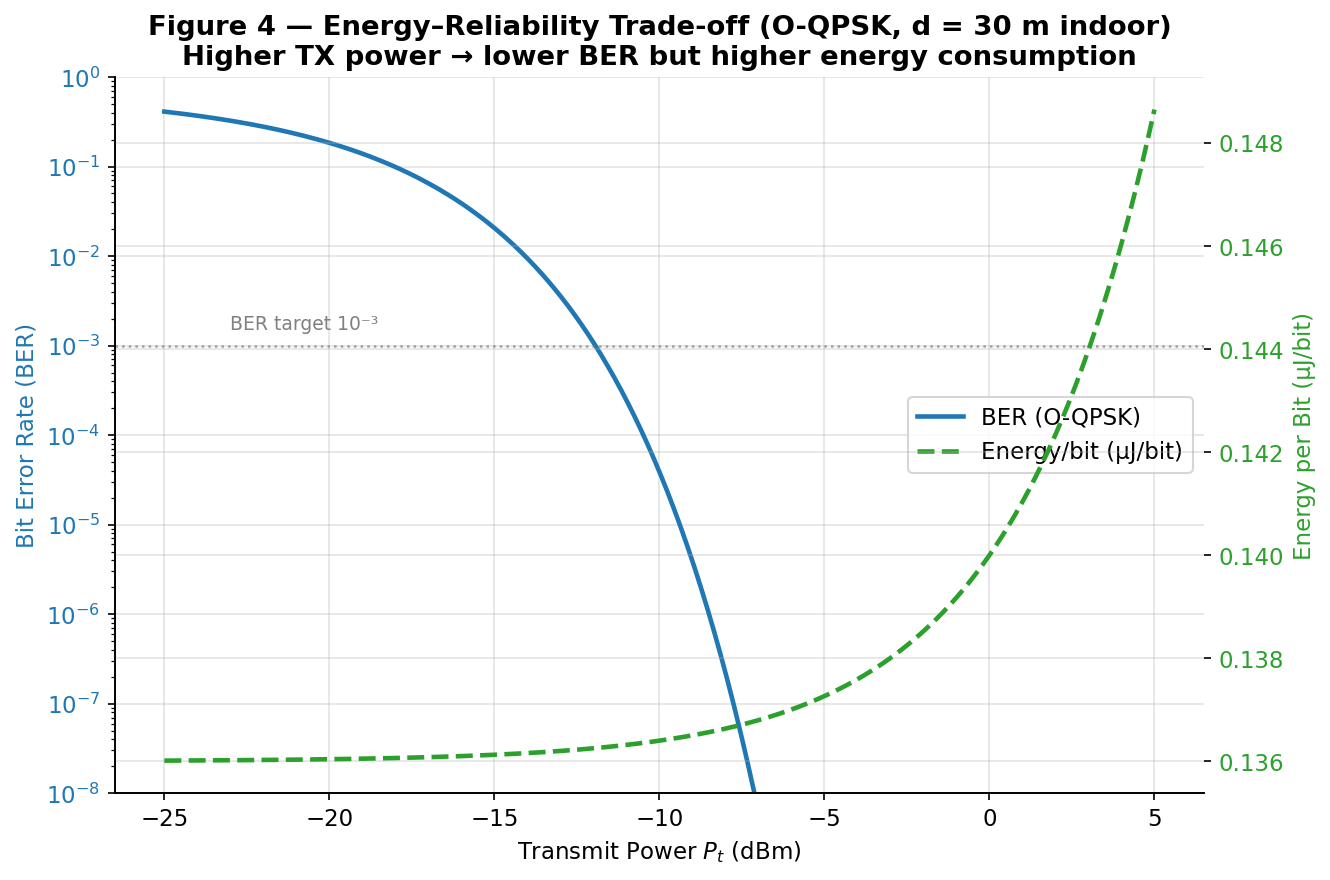 Figure 4 — Energy–Reliability Trade-off (O-QPSK, d = 30 m indoor)
Higher TX power → lower BER but higher energy consumption
Bit Error Rate (BER)
10⁰
10⁻¹
10⁻²
10⁻³
10⁻⁴
10⁻⁵
10⁻⁶
10⁻⁷
10⁻⁸
BER target 10⁻³
BER (O-QPSK)
Energy/bit (µJ/bit)
0.148
0.146
0.144
0.142
0.140
0.138
0.136
Energy per Bit (µJ/bit)
−25
−20
−15
−10
−5
0
5
Transmit Power Pₜ (dBm)